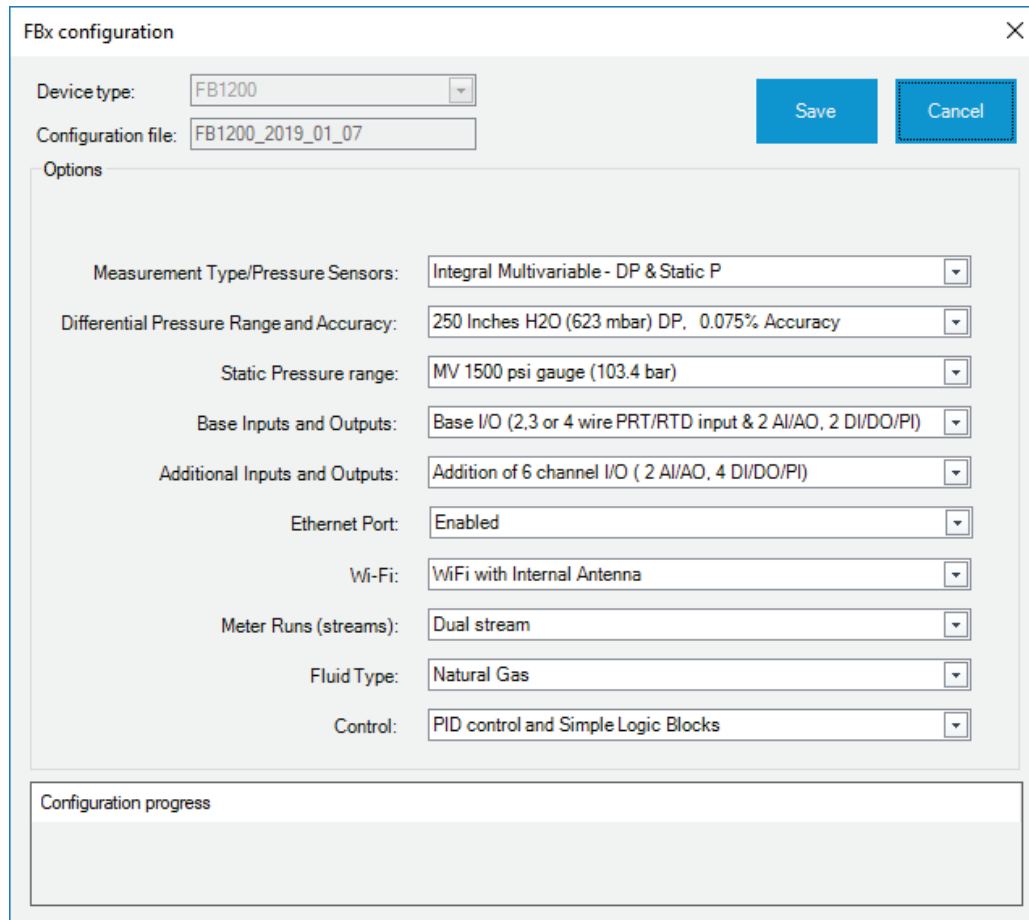 FBx configuration
Device type: FB1200
Save
Cancel
Configuration file: FB1200_2019_01_07
Options
Measurement Type/Pressure Sensors: Integral Multivariable - DP & Static P
Differential Pressure Range and Accuracy: 250 Inches H2O (623 mbar) DP, 0.075% Accuracy
Static Pressure range: MV 1500 psi gauge (103.4 bar)
Base Inputs and Outputs: Base I/O (2,3 or 4 wire PRT/RTD input & 2 AI/AO, 2 DI/DO/PI)
Additional Inputs and Outputs: Addition of 6 channel I/O ( 2 AI/AO, 4 DI/DO/PI)
Ethernet Port: Enabled
Wi-Fi: WiFi with Internal Antenna
Meter Runs (streams): Dual stream
Fluid Type: Natural Gas
Control: PID control and Simple Logic Blocks
Configuration progress